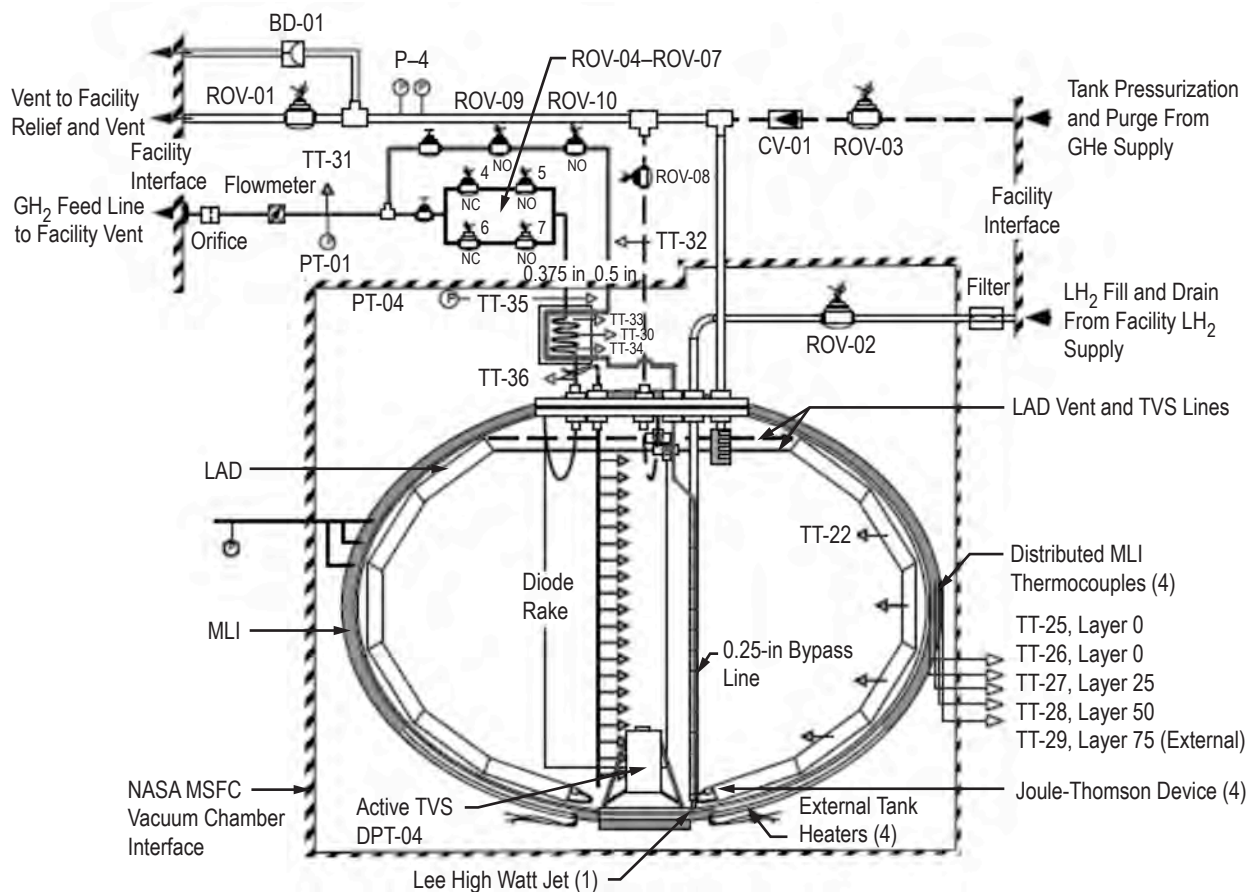 BD-01
P–4
ROV-04–ROV-07
Vent to Facility
Relief and Vent
ROV-01
ROV-09
ROV-10
Tank Pressurization
and Purge From
GHe Supply
CV-01
ROV-03
Facility
Interface
TT-31
NO
NO
ROV-08
Flowmeter
4
5
NC
NO
GH₂ Feed Line
to Facility Vent
Orifice
6
7
NC
NO
Facility
Interface
PT-01
TT-32
0.375 in
0.5 in
PT-04
P
TT-35
Filter
LH₂ Fill and Drain
From Facility LH₂
Supply
TT-33
TT-30
TT-34
ROV-02
TT-36
LAD Vent and TVS Lines
LAD
TT-22
Distributed MLI
Thermocouples (4)
Diode
Rake
MLI
0.25-in Bypass
Line
TT-25, Layer 0
TT-26, Layer 0
TT-27, Layer 25
TT-28, Layer 50
TT-29, Layer 75 (External)
NASA MSFC
Vacuum Chamber
Interface
Active TVS
DPT-04
External Tank
Heaters (4)
Joule-Thomson Device (4)
Lee High Watt Jet (1)